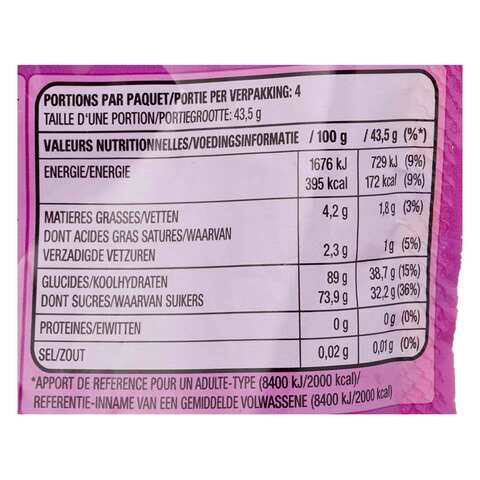 PORTIONS PAR PAQUET/PORTIE PER VERPAKKING: 4
TAILLE D'UNE PORTION/PORTIEGROOTTE: 43,5 g
VALEURS NUTRITIONNELLES/VOEDINGSINFORMATIE / 100 g / 43,5 g (%*)
ENERGIE/ENERGIE 1676 kJ 729 kJ (9%)
395 kcal 172 kcal (9%)
MATIERES GRASSES/VETTEN 4,2 g 1,8 g (3%)
DONT ACIDES GRAS SATURES/WAARVAN
VERZADIGDE VETZUREN 2,3 g 1 g (5%)
GLUCIDES/KOOLHYDRATEN 89 g 38,7 g (15%)
DONT SUCRES/WAARVAN SUIKERS 73,9 g 32,2 g (36%)
PROTEINES/EIWITTEN 0 g 0 g (0%)
SEL/ZOUT 0,02 g 0,01 g (0%)
*APPORT DE REFERENCE POUR UN ADULTE-TYPE (8400 kJ/2000 kcal)/
REFERENTIE-INNAME VAN EEN GEMIDDELDE VOLWASSENE (8400 kJ/2000 kcal)